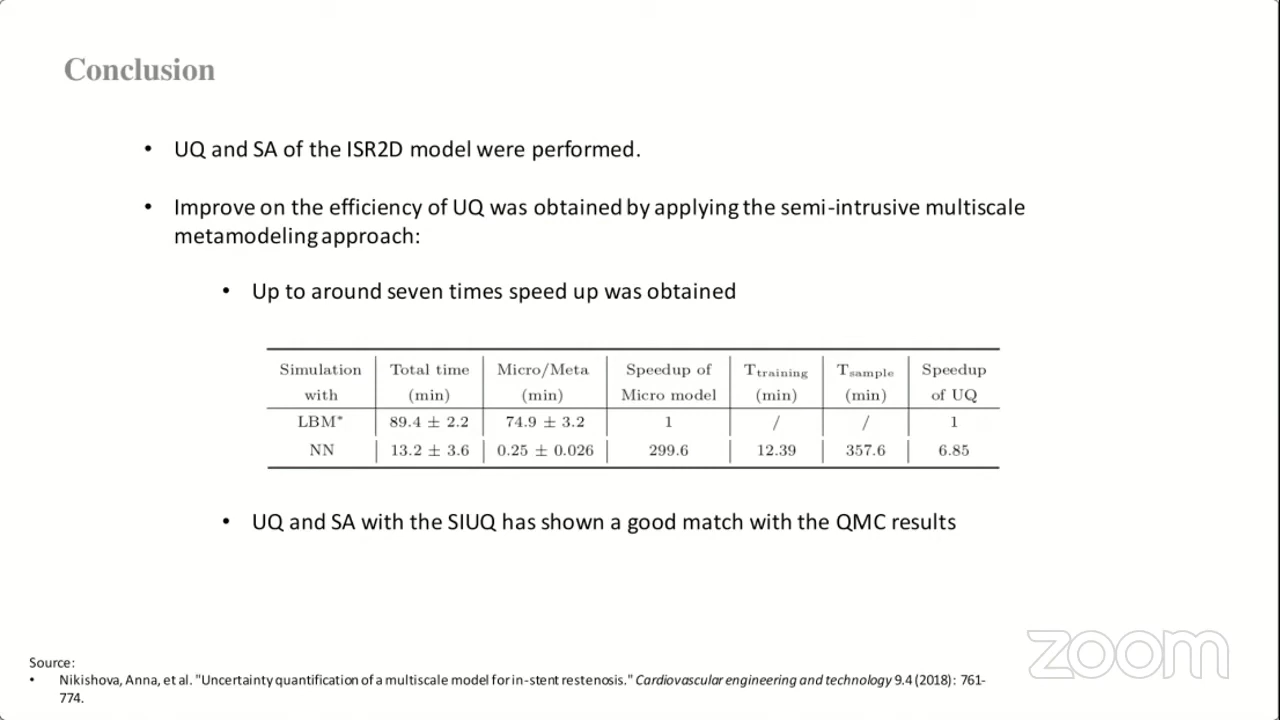 Conclusion
• UQ and SA of the ISR2D model were performed.
• Improve on the efficiency of UQ was obtained by applying the semi-intrusive multiscale
metamodeling approach:
• Up to around seven times speed up was obtained
Simulation with | Total time (min) | Micro/Meta (min) | Speedup of Micro model | Ttraining (min) | Tsample (min) | Speedup of UQ
LBM* | 89.4 ± 2.2 | 74.9 ± 3.2 | 1 | / | / | 1
NN | 13.2 ± 3.6 | 0.25 ± 0.026 | 299.6 | 12.39 | 357.6 | 6.85
• UQ and SA with the SIUQ has shown a good match with the QMC results
zoom
Source:
• Nikishova, Anna, et al. "Uncertainty quantification of a multiscale model for in-stent restenosis." Cardiovascular engineering and technology 9.4 (2018): 761-
774.